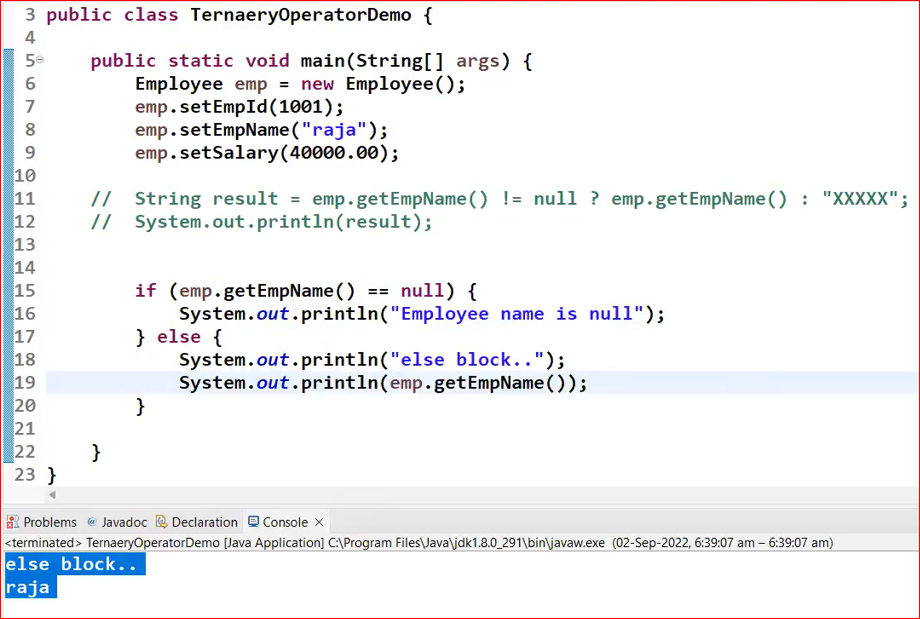 3 public class TernaeryOperatorDemo {
4
5 public static void main(String[] args) {
6 Employee emp = new Employee();
7 emp.setEmpId(1001);
8 emp.setEmpName("raja");
9 emp.setSalary(40000.00);
10
11 // String result = emp.getEmpName() != null ? emp.getEmpName() : "XXXXX";
12 // System.out.println(result);
13
14
15 if (emp.getEmpName() == null) {
16 System.out.println("Employee name is null");
17 } else {
18 System.out.println("else block..");
19 System.out.println(emp.getEmpName());
20 }
21
22 }
23 }
Problems @ Javadoc Declaration Console
<terminated> TernaeryOperatorDemo [Java Application] C:\Program Files\Java\jdk1.8.0_291\bin\javaw.exe (02-Sep-2022, 6:39:07 am – 6:39:07 am)
else block..
raja